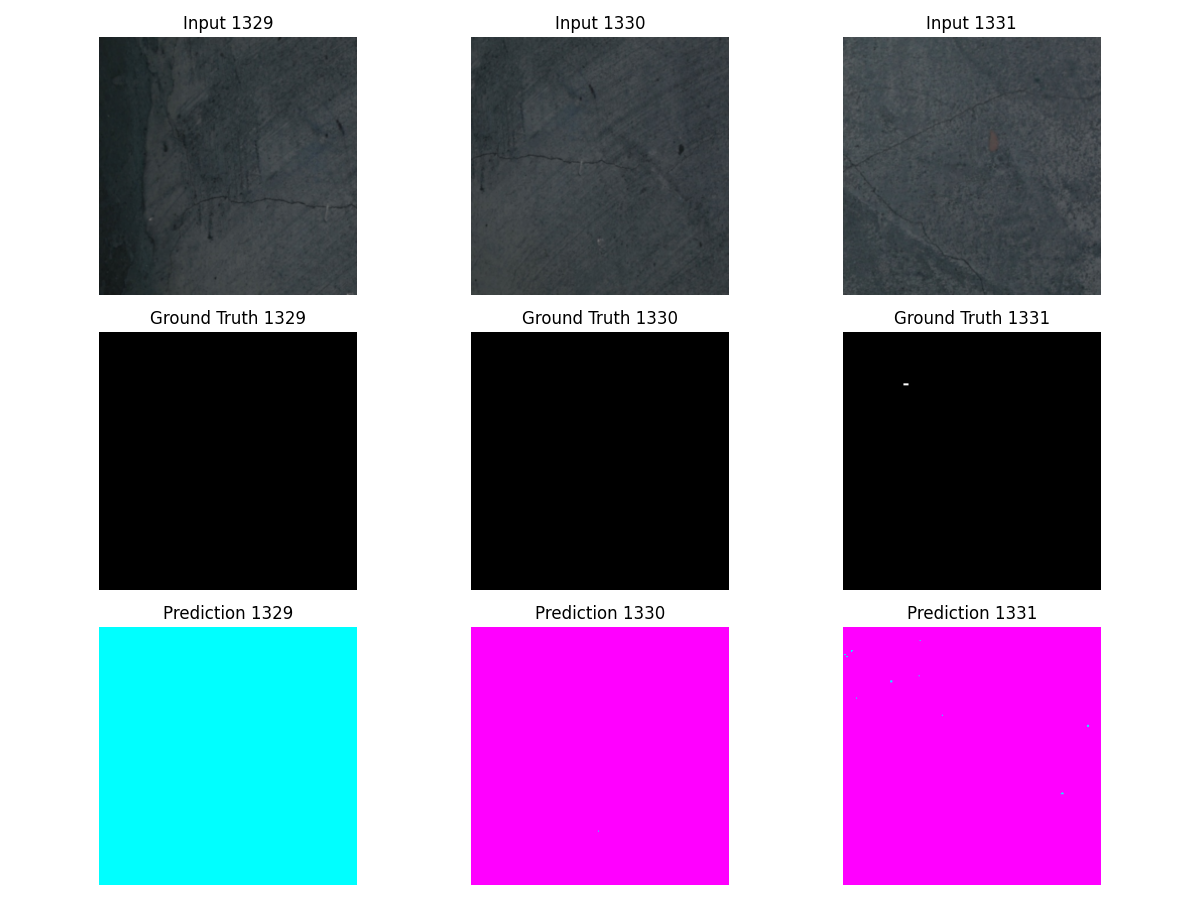 Input 1329
Input 1330
Input 1331
Ground Truth 1329
Ground Truth 1330
Ground Truth 1331
Prediction 1329
Prediction 1330
Prediction 1331